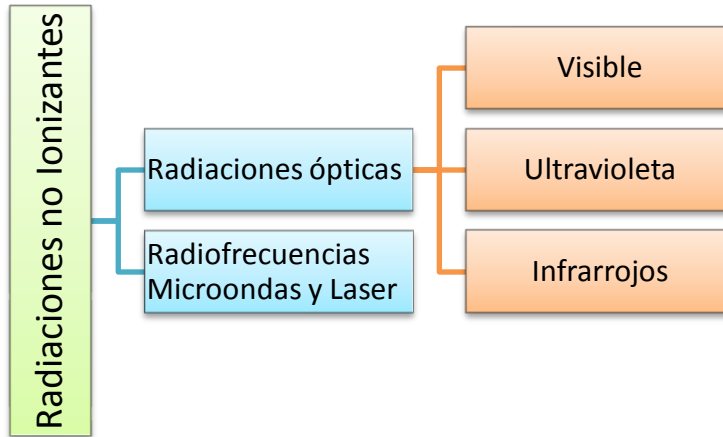 Radiaciones no Ionizantes
Radiaciones ópticas
Radiofrecuencias
Microondas y Laser
Visible
Ultravioleta
Infrarrojos